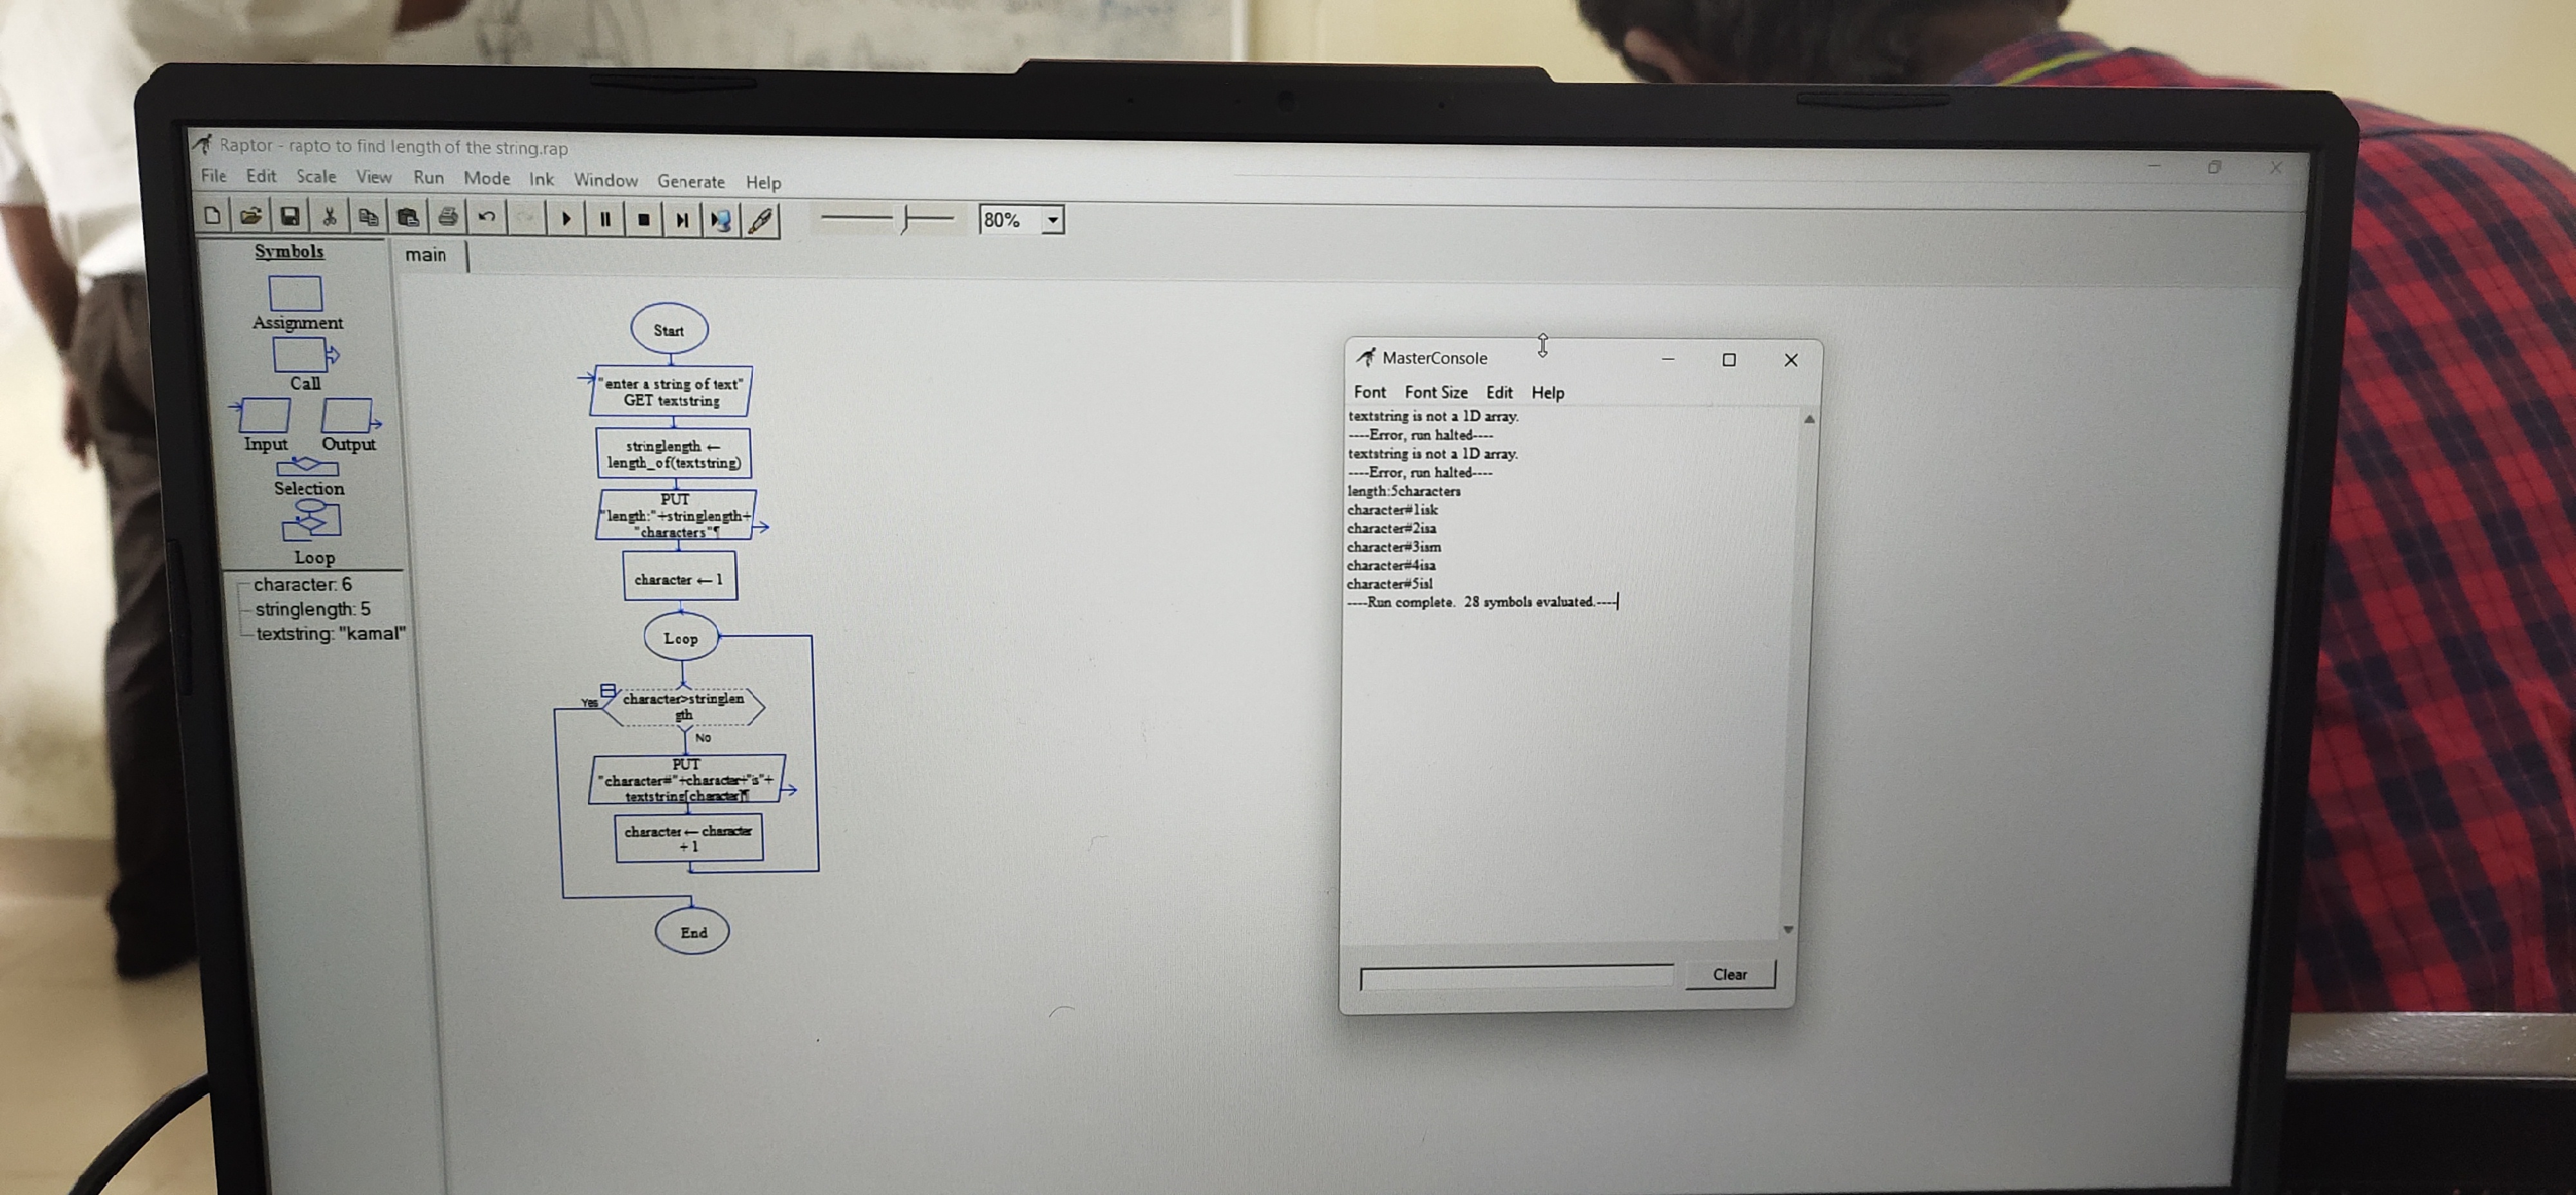 Raptor - rapto to find length of the string.rap
File Edit Scale View Run Mode Ink Window Generate Help
80%
Symbols
Assignment
Call
Input Output
Selection
Loop
character: 6
stringlength: 5
textstring: "kamal"
main
Start
"enter a string of text"
GET textstring
stringlength ←
length_of(textstring)
PUT
"length:"+stringlength+
"characters"¶
character ← 1
Loop
Yes
character>stringlen
gth
No
PUT
"character#"+character+"is"+
textstring[character]¶
character ← character
+ 1
End
MasterConsole
Font Font Size Edit Help
textstring is not a 1D array.
----Error, run halted----
textstring is not a 1D array.
----Error, run halted----
length:5characters
character#1isk
character#2isa
character#3ism
character#4isa
character#5isl
----Run complete. 28 symbols evaluated.----
Clear